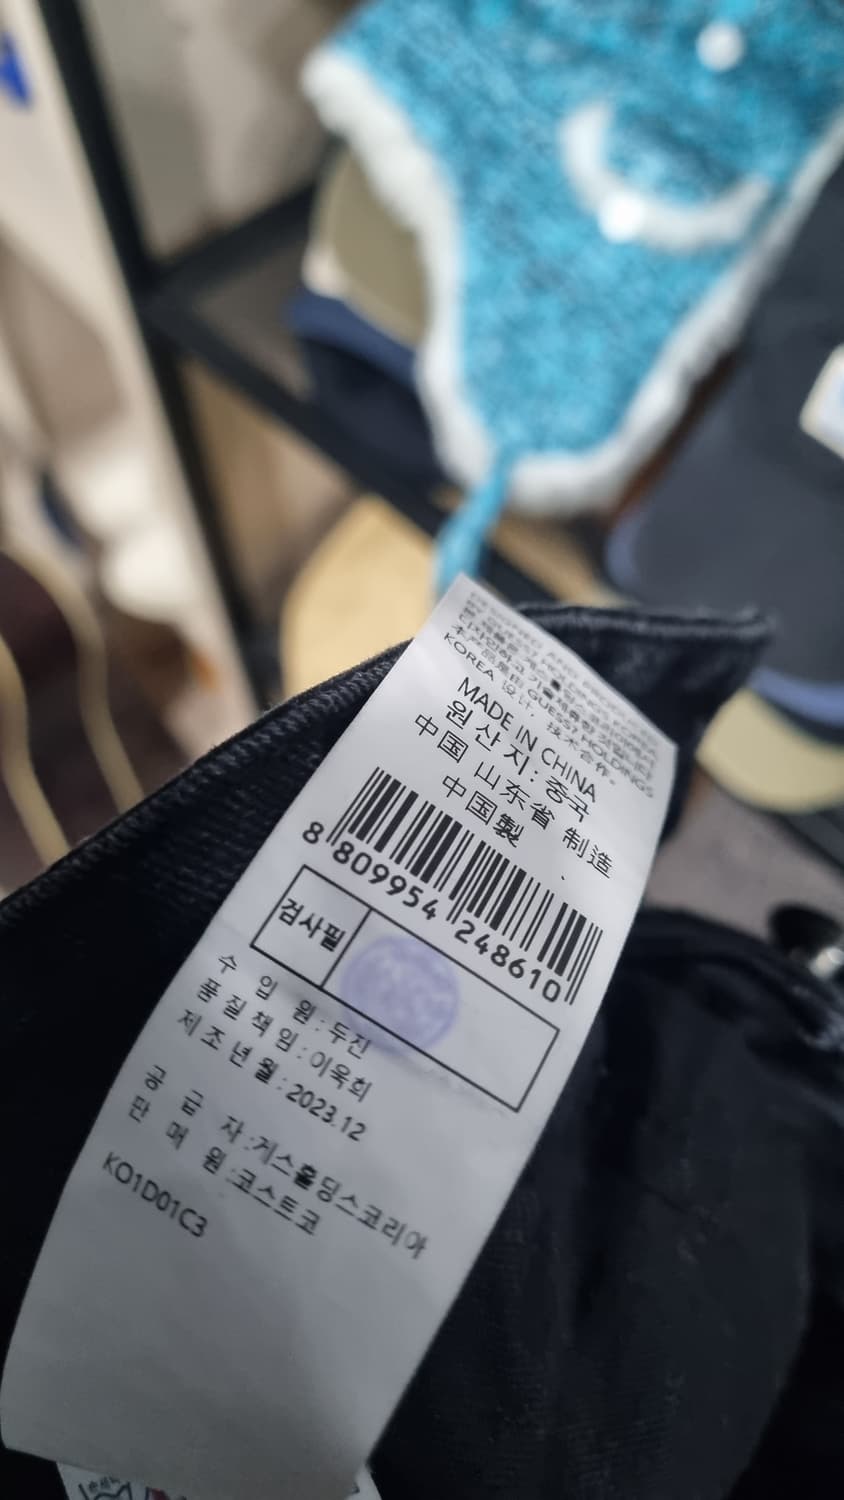 DESIGNED AND PRODUCED
KOREA 设计, 技术合作。
MADE IN CHINA
원 산 지 : 중국
中国 山东省 制造
中国製
8 809954 248610
검사필
수 입 원 : 두진
품 질 책 임 : 이옥희
제 조 년 월 : 2023.12
공 급 자 : 게스홀딩스코리아
판 매 원 : 코스트코
KO1D01C3